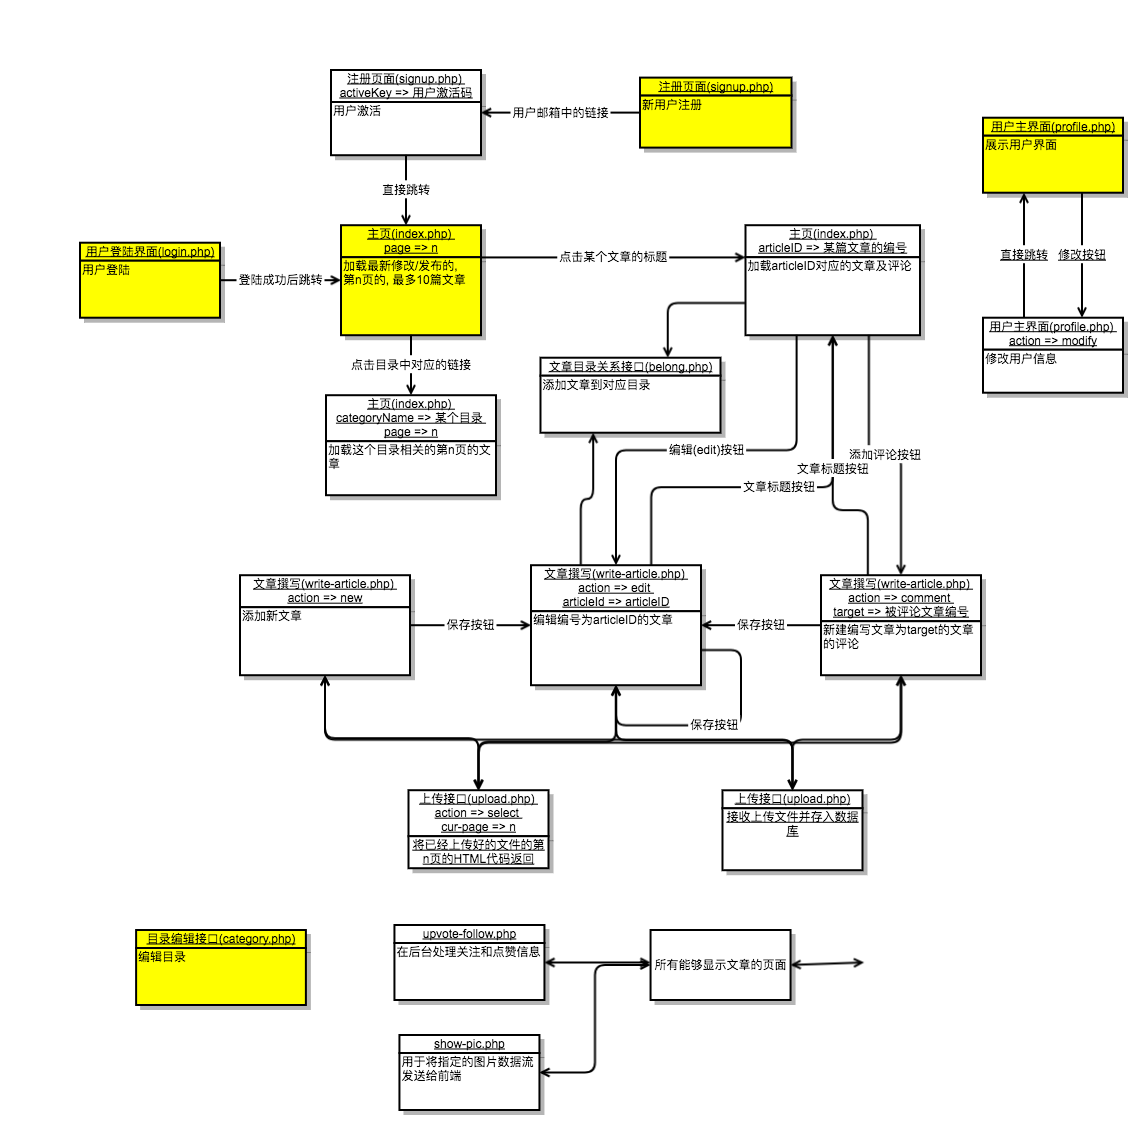 注册页面(signup.php)
activeKey => 用户激活码
用户激活
用户邮箱中的链接
注册页面(signup.php)
新用户注册
用户主界面(profile.php)
展示用户界面
直接跳转
用户登陆界面(login.php)
用户登陆
登陆成功后跳转
主页(index.php)
page => n
加载最新修改/发布的,
第n页的, 最多10篇文章
点击某个文章的标题
主页(index.php)
articleID => 某篇文章的编号
加载articleID对应的文章及评论
直接跳转
修改按钮
用户主界面(profile.php)
action => modify
修改用户信息
点击目录中对应的链接
主页(index.php)
categoryName => 某个目录
page => n
加载这个目录相关的第n页的文
章
文章目录关系接口(belong.php)
添加文章到对应目录
编辑(edit)按钮
添加评论按钮
文章标题按钮
文章标题按钮
文章撰写(write-article.php)
action => new
添加新文章
保存按钮
文章撰写(write-article.php)
action => edit
articleId => articleID
编辑编号为articleID的文章
保存按钮
文章撰写(write-article.php)
action => comment
target => 被评论文章编号
新建编写文章为target的文章
的评论
保存按钮
上传接口(upload.php)
action => select
cur-page => n
将已经上传好的文件的第
n页的HTML代码返回
上传接口(upload.php)
接收上传文件并存入数据
库
目录编辑接口(category.php)
编辑目录
upvote-follow.php
在后台处理关注和点赞信息
所有能够显示文章的页面
show-pic.php
用于将指定的图片数据流
发送给前端